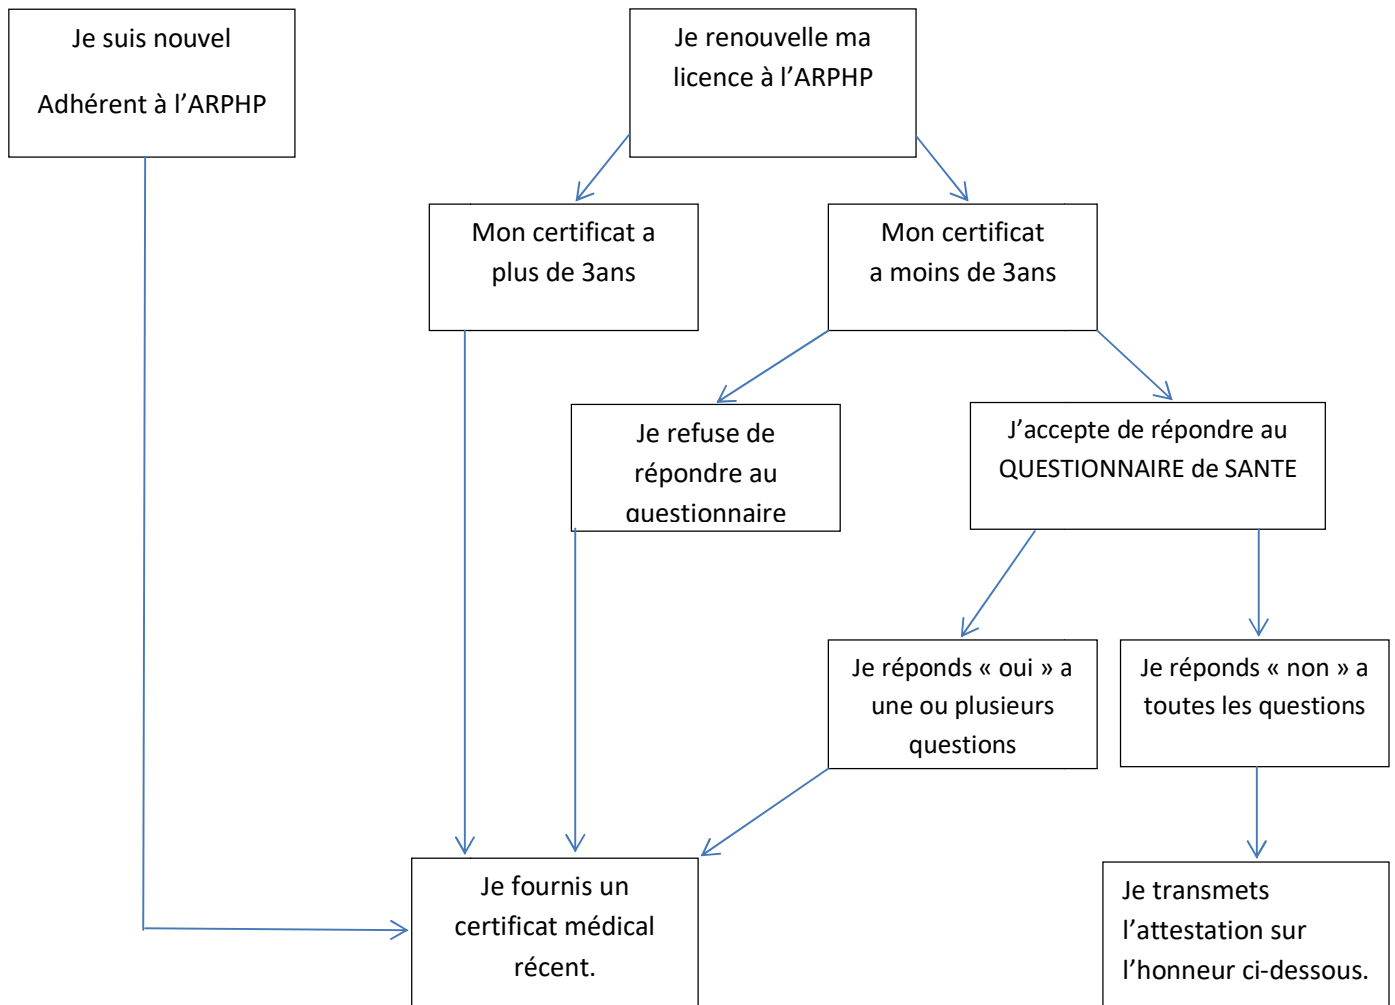 Je suis nouvel
Adhérent à l’ARPHP
Je renouvelle ma
licence à l’ARPHP
Mon certificat a
plus de 3ans
Mon certificat
a moins de 3ans
Je refuse de
répondre au
questionnaire
J’accepte de répondre au
QUESTIONNAIRE de SANTE
Je réponds « oui » a
une ou plusieurs
questions
Je réponds « non » a
toutes les questions
Je fournis un
certificat médical
récent.
Je transmets
l’attestation sur
l’honneur ci-dessous.